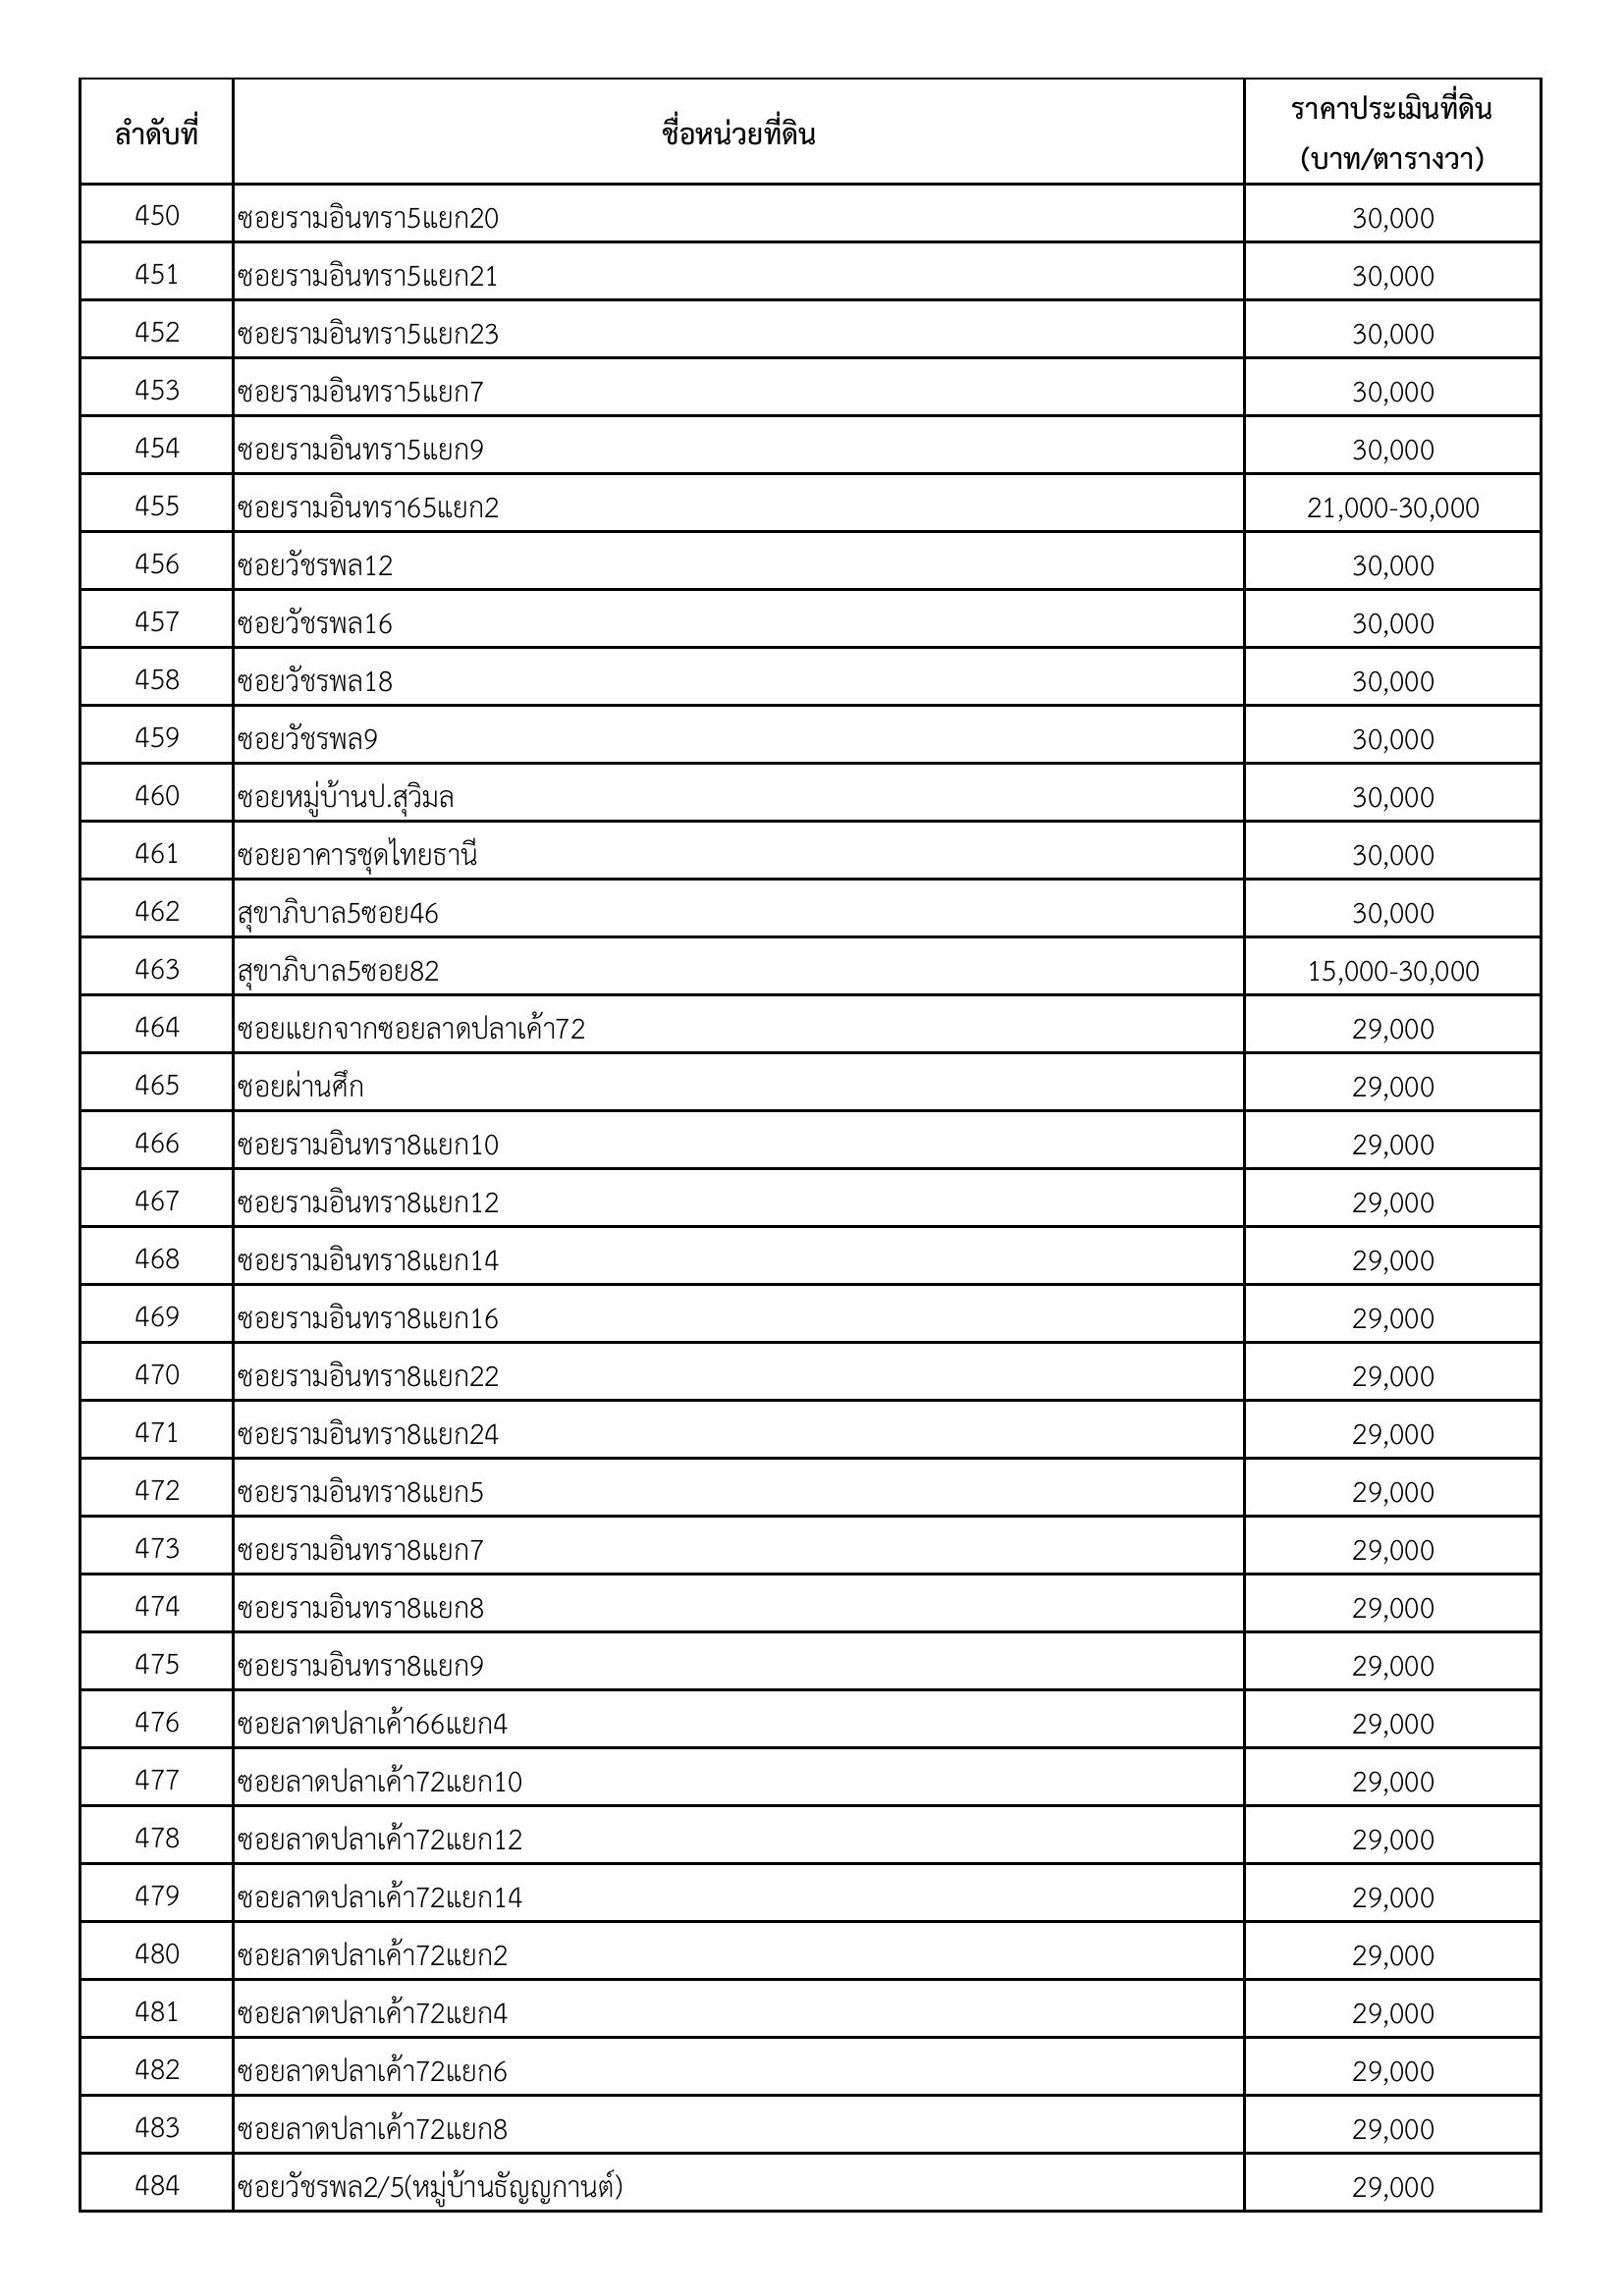 ลำดับที่ ชื่อหน่วยที่ดิน ราคาประเมินที่ดิน
(บาท/ตารางวา)
450 ซอยรามอินทรา5แยก20 30,000
451 ซอยรามอินทรา5แยก21 30,000
452 ซอยรามอินทรา5แยก23 30,000
453 ซอยรามอินทรา5แยก7 30,000
454 ซอยรามอินทรา5แยก9 30,000
455 ซอยรามอินทรา65แยก2 21,000-30,000
456 ซอยวัชรพล12 30,000
457 ซอยวัชรพล16 30,000
458 ซอยวัชรพล18 30,000
459 ซอยวัชรพล9 30,000
460 ซอยหมู่บ้านป.สุวิมล 30,000
461 ซอยอาคารชุดไทยธานี 30,000
462 สุขาภิบาล5ซอย46 30,000
463 สุขาภิบาล5ซอย82 15,000-30,000
464 ซอยแยกจากซอยลาดปลาเค้า72 29,000
465 ซอยผ่านศึก 29,000
466 ซอยรามอินทรา8แยก10 29,000
467 ซอยรามอินทรา8แยก12 29,000
468 ซอยรามอินทรา8แยก14 29,000
469 ซอยรามอินทรา8แยก16 29,000
470 ซอยรามอินทรา8แยก22 29,000
471 ซอยรามอินทรา8แยก24 29,000
472 ซอยรามอินทรา8แยก5 29,000
473 ซอยรามอินทรา8แยก7 29,000
474 ซอยรามอินทรา8แยก8 29,000
475 ซอยรามอินทรา8แยก9 29,000
476 ซอยลาดปลาเค้า66แยก4 29,000
477 ซอยลาดปลาเค้า72แยก10 29,000
478 ซอยลาดปลาเค้า72แยก12 29,000
479 ซอยลาดปลาเค้า72แยก14 29,000
480 ซอยลาดปลาเค้า72แยก2 29,000
481 ซอยลาดปลาเค้า72แยก4 29,000
482 ซอยลาดปลาเค้า72แยก6 29,000
483 ซอยลาดปลาเค้า72แยก8 29,000
484 ซอยวัชรพล2/5(หมู่บ้านธัญญกานต์) 29,000